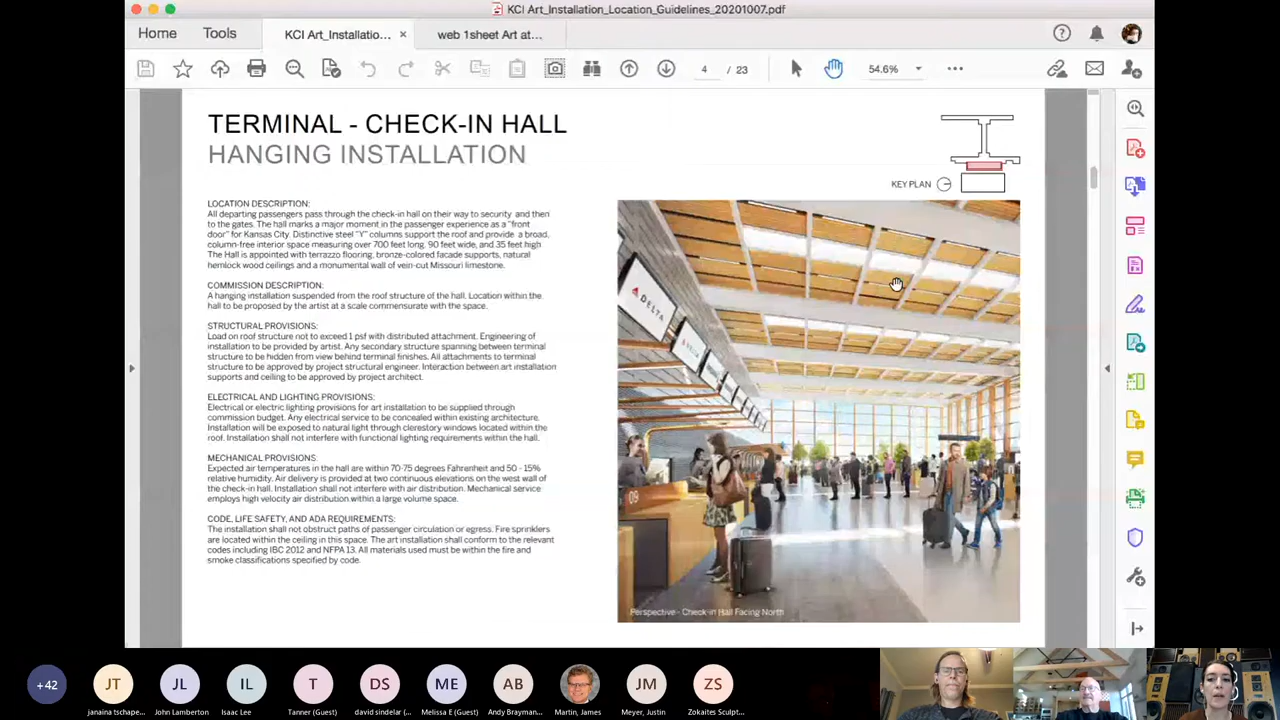 KCI Art_Installation_Location_Guidelines_20201007.pdf
Home
Tools
KCI Art_Installatio... ×
web 1sheet Art at...
4 / 23
54.6%
TERMINAL - CHECK-IN HALL
HANGING INSTALLATION
KEY PLAN
LOCATION DESCRIPTION:
All departing passengers pass through the check-in hall on their way to security and then
to the gates. The hall marks a major moment in the passenger experience as a "front
door" for Kansas City. Distinctive steel "Y" columns support the roof and provide a broad,
column-free interior space measuring over 700 feet long, 90 feet wide, and 35 feet high.
The Hall is appointed with terrazzo flooring, bronze-colored facade supports, natural
hemlock wood ceilings and a monumental wall of vein-cut Missouri limestone.
COMMISSION DESCRIPTION:
A hanging installation suspended from the roof structure of the hall. Location within the
hall to be proposed by the artist at a scale commensurate with the space.
STRUCTURAL PROVISIONS:
Load on roof structure not to exceed 1 psf with distributed attachment. Engineering of
installation to be provided by artist. Any secondary structure spanning between terminal
structure to be hidden from view behind terminal finishes. All attachments to terminal
structure to be approved by project structural engineer. Interaction between art installation
supports and ceiling to be approved by project architect.
ELECTRICAL AND LIGHTING PROVISIONS:
Electrical or electric lighting provisions for art installation to be supplied through
commission budget. Any electrical service to be concealed within existing architecture.
Installation will be exposed to natural light through clerestory windows located within the
roof. Installation shall not interfere with functional lighting requirements within the hall.
MECHANICAL PROVISIONS:
Expected air temperatures in the hall are within 70-75 degrees Fahrenheit and 50 - 15%
relative humidity. Air delivery is provided at two continuous elevations on the west wall of
the check-in hall. Installation shall not interfere with air distribution. Mechanical service
employs high velocity air distribution within a large volume space.
CODE, LIFE SAFETY, AND ADA REQUIREMENTS:
The installation shall not obstruct paths of passenger circulation or egress. Fire sprinklers
are located within the ceiling in this space. The art installation shall conform to the relevant
codes including IBC 2012 and NFPA 13. All materials used must be within the fire and
smoke classifications specified by code.
DELTA
DELTA
09
Perspective - Check-in Hall Facing North
+42
JT
JL
IL
T
DS
ME
AB
JM
ZS
janaina tschape...
John Lamberton
Isaac Lee
Tanner (Guest)
david sindelar (...
Melissa E (Guest)
Andy Brayman...
Martin, James
Meyer, Justin
Zokaites Sculpt...